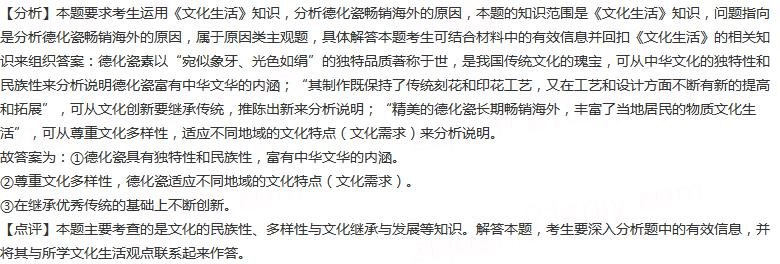 【分析】本题要求考生运用《文化生活》知识，分析德化瓷畅销海外的原因，本题的知识范围是《文化生活》知识，问题指向
是分析德化瓷畅销海外的原因，属于原因类主观题，具体解答本题考生可结合材料中的有效信息并回扣《文化生活》的相关知
识来组织答案：德化瓷素以“宛似象牙、光色如绢”的独特品质著称于世，是我国传统文化的瑰宝，可从中华文化的独特性和
民族性来分析说明德化瓷富有中华文华的内涵；“其制作既保持了传统刻花和印花工艺，又在工艺和设计方面不断有新的提高
和拓展”，可从文化创新要继承传统，推陈出新来分析说明；“精美的德化瓷长期畅销海外，丰富了当地居民的物质文化生
活”，可从尊重文化多样性，适应不同地域的文化特点（文化需求）来分析说明。
故答案为：①德化瓷具有独特性和民族性，富有中华文华的内涵。
②尊重文化多样性，德化瓷适应不同地域的文化特点（文化需求）。
③在继承优秀传统的基础上不断创新。
【点评】本题主要考查的是文化的民族性、多样性与文化继承与发展等知识。解答本题，考生要深入分析题中的有效信息，并
将其与所学文化生活观点联系起来作答。